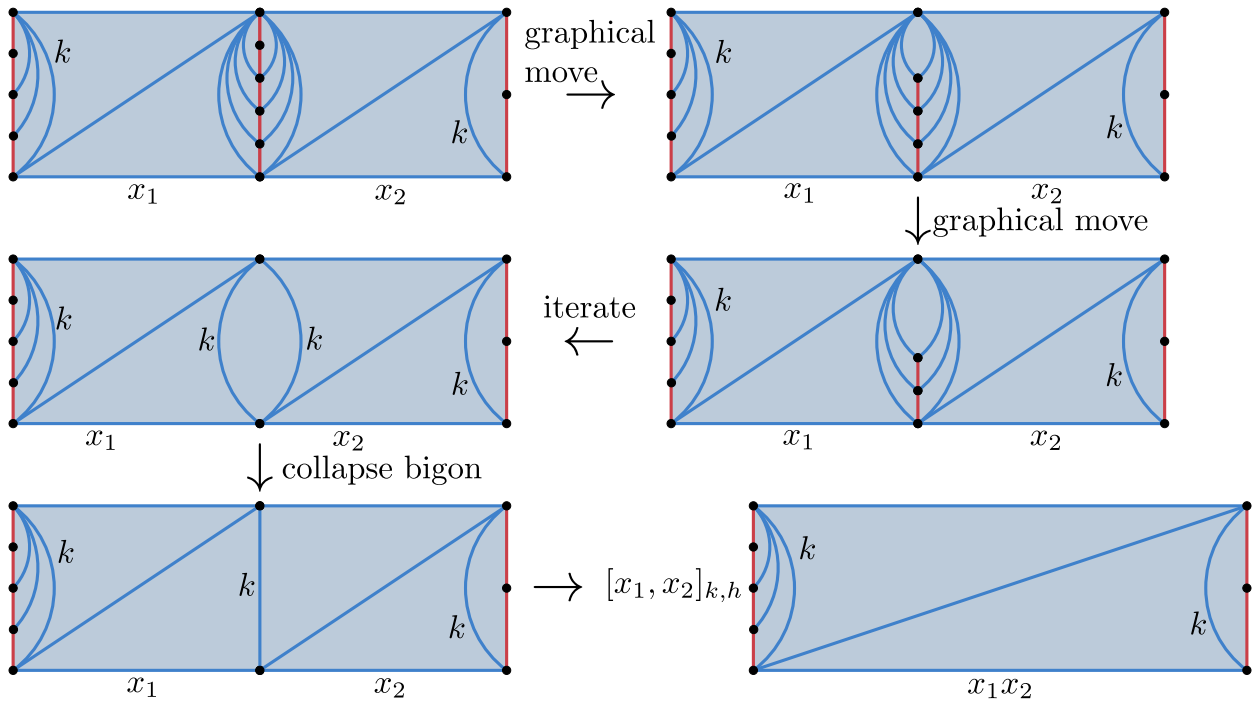 k
k
x₁
x₂
graphical
move
k
k
x₁
x₂
graphical move
k
k
k
k
x₁
x₂
iterate
k
k
x₁
x₂
collapse bigon
k
k
k
x₁
x₂
[x₁, x₂]ₖ,ₕ
k
k
x₁x₂